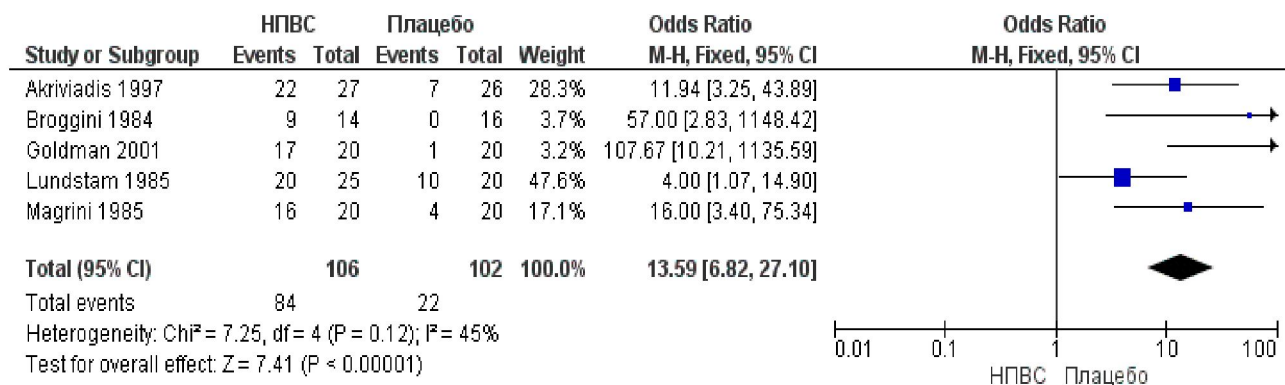 НПВС Плацебо Odds Ratio Odds Ratio
Study or Subgroup Events Total Events Total Weight M-H, Fixed, 95% CI M-H, Fixed, 95% CI
Akriviadis 1997 22 27 7 26 28.3% 11.94 [3.25, 43.89]
Broggini 1984 9 14 0 16 3.7% 57.00 [2.83, 1148.42]
Goldman 2001 17 20 1 20 3.2% 107.67 [10.21, 1135.59]
Lundstam 1985 20 25 10 20 47.6% 4.00 [1.07, 14.90]
Magrini 1985 16 20 4 20 17.1% 16.00 [3.40, 75.34]
Total (95% CI) 106 102 100.0% 13.59 [6.82, 27.10]
Total events 84 22
Heterogeneity: Chi² = 7.25, df = 4 (P = 0.12); I² = 45%
Test for overall effect: Z = 7.41 (P < 0.00001)
0.01 0.1 1 10 100
НПВС Плацебо